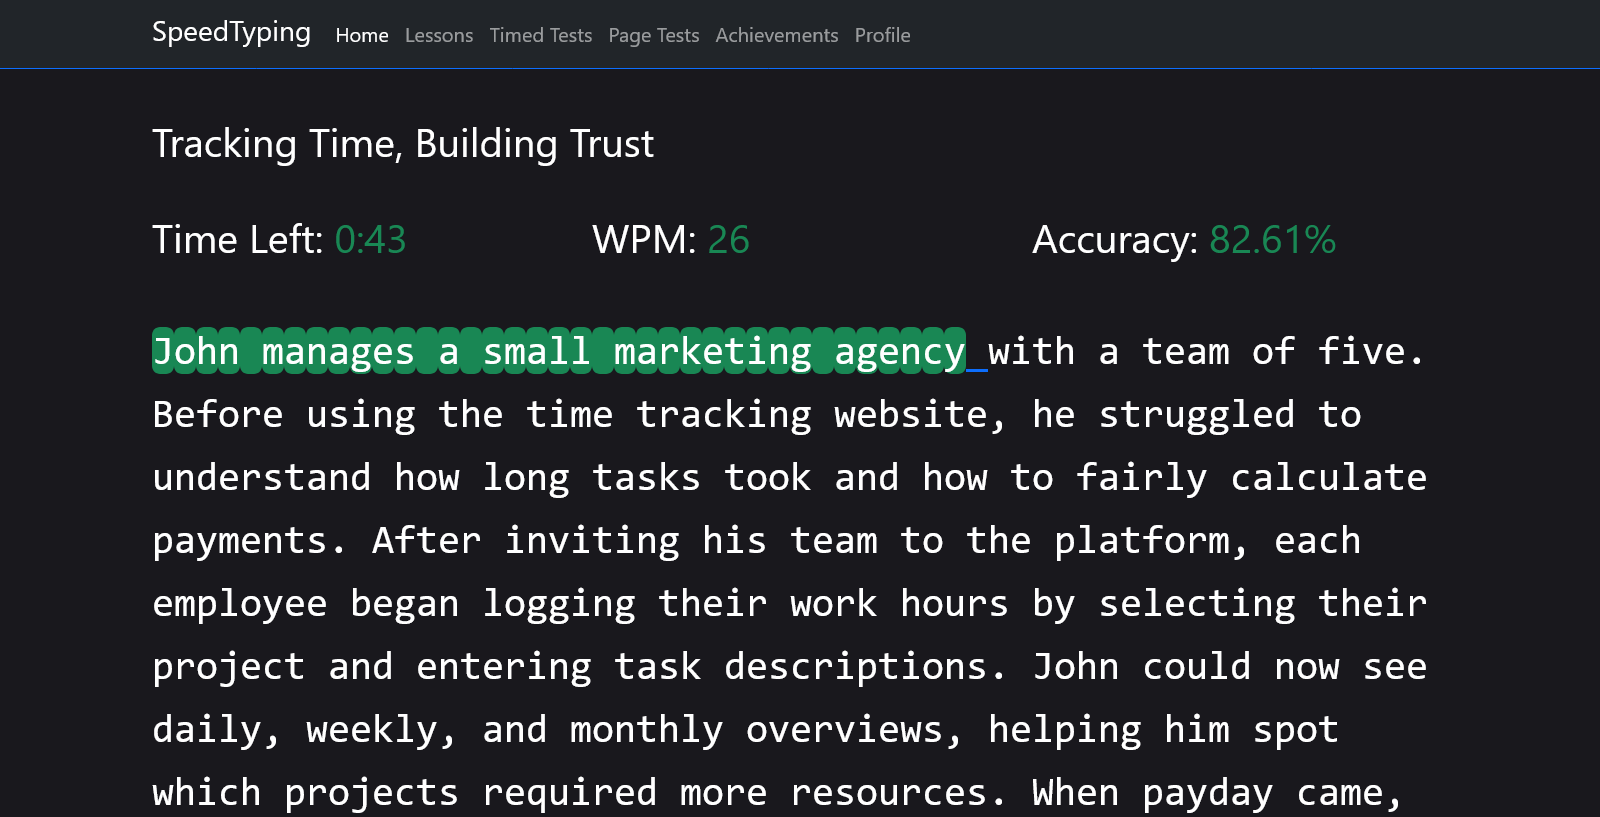 SpeedTyping Home Lessons Timed Tests Page Tests Achievements Profile
Tracking Time, Building Trust
Time Left: 0:43 WPM: 26 Accuracy: 82.61%
John manages a small marketing agency with a team of five.
Before using the time tracking website, he struggled to
understand how long tasks took and how to fairly calculate
payments. After inviting his team to the platform, each
employee began logging their work hours by selecting their
project and entering task descriptions. John could now see
daily, weekly, and monthly overviews, helping him spot
which projects required more resources. When payday came,